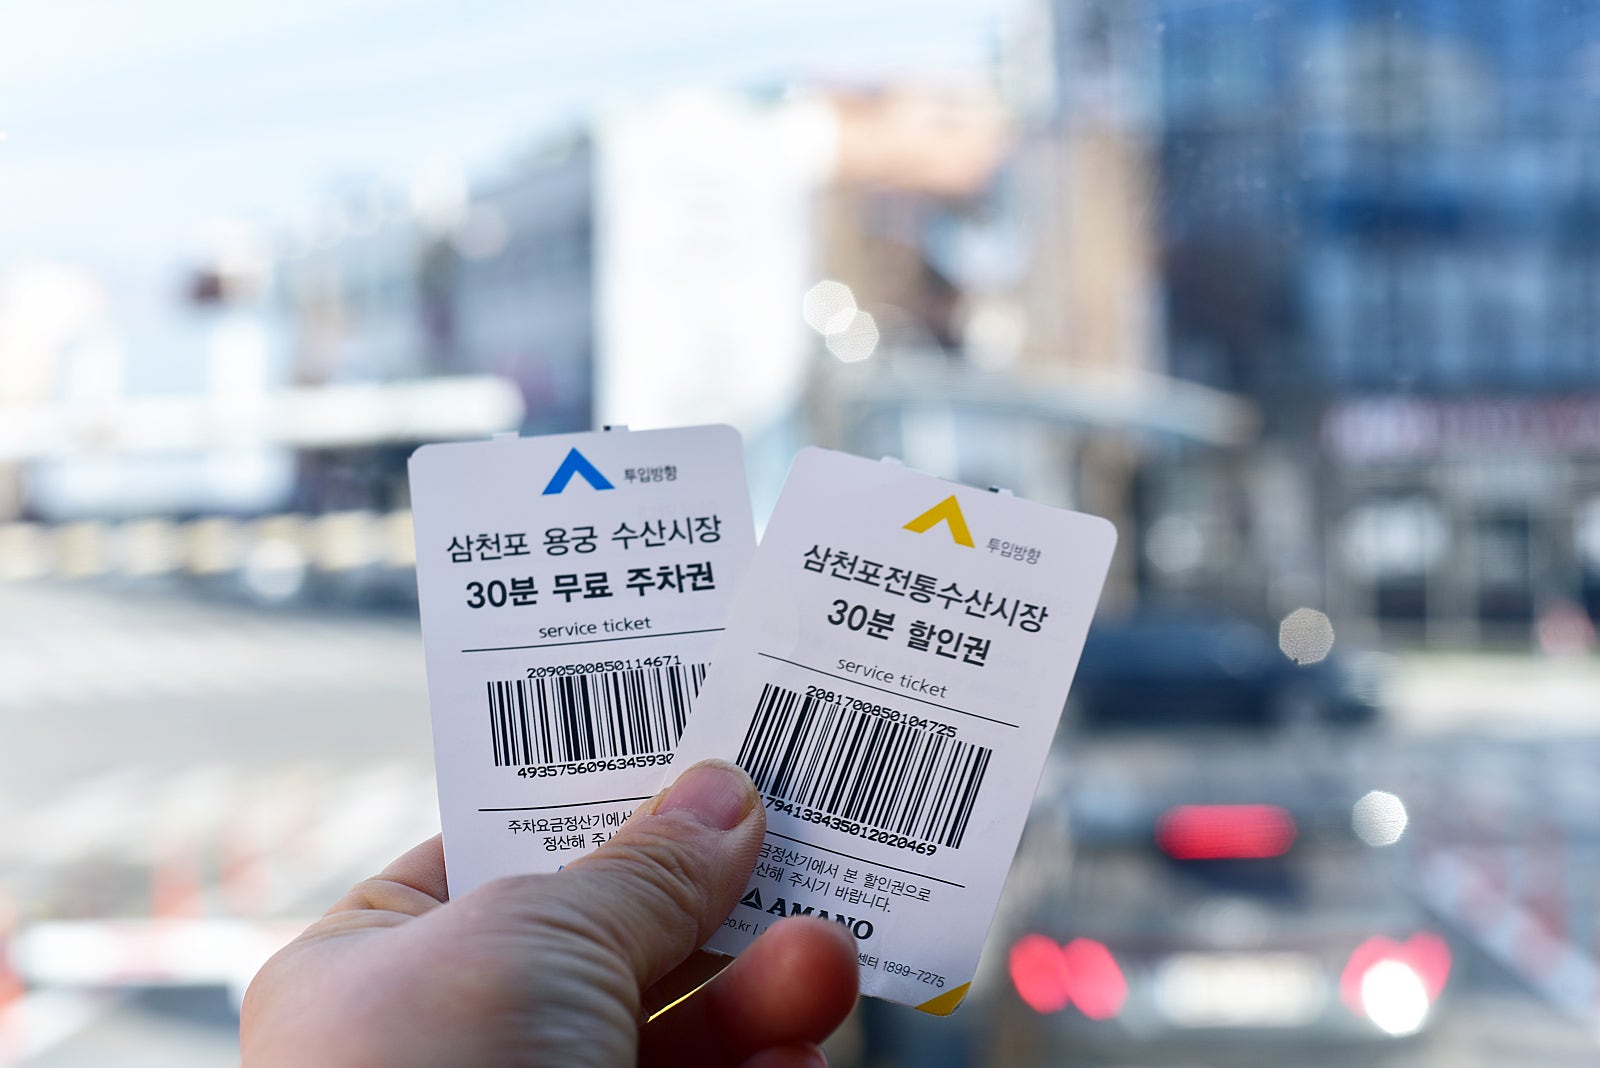 투입방향
삼천포 용궁 수산시장
30분 무료 주차권
service ticket
2090500850114671
4935756096345930
주차요금정산기에서
정산해 주시
투입방향
삼천포전통수산시장
30분 할인권
service ticket
2081700850104725
794133435012020469
금정산기에서 본 할인권으로
산해 주시기 바랍니다.
AMANO
co.kr |
센터 1899-7275